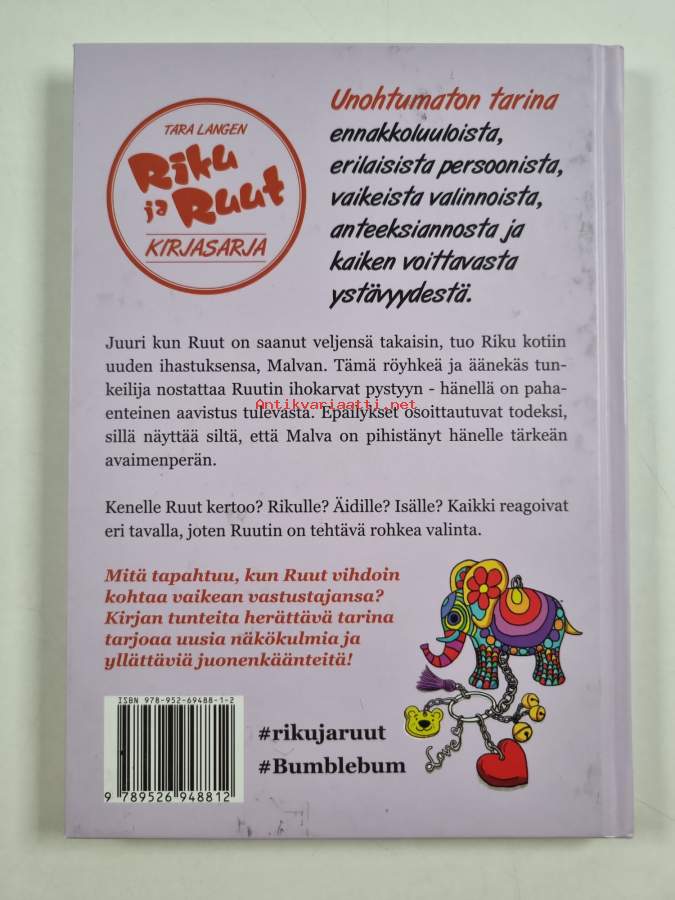 TARA LANGEN
Riku
ja Ruut
KIRJASARJA
Unohtumaton tarina
ennakkoluuloista,
erilaisista persoonista,
vaikeista valinnoista,
anteeksiannosta ja
kaiken voittavasta
ystävyydestä.
Juuri kun Ruut on saanut veljensä takaisin, tuo Riku kotiin
uuden ihastuksensa, Malvan. Tämä röyhkeä ja äänekäs tun-
keilija nostattaa Ruutin ihokarvat pystyyn - hänellä on paha-
Antikvariaatti.net
enteinen aavistus tulevasta. Epäilykset osoittautuvat todeksi,
sillä näyttää siltä, että Malva on pihistänyt hänelle tärkeän
avaimenperän.
Kenelle Ruut kertoo? Rikulle? Äidille? Isälle? Kaikki reagoivat
eri tavalla, joten Ruutin on tehtävä rohkea valinta.
Mitä tapahtuu, kun Ruut vihdoin
kohtaa vaikean vastustajansa?
Kirjan tunteita herättävä tarina
tarjoaa uusia näkökulmia ja
yllättäviä juonenkäänteitä!
ISBN 978-952-69488-1-2
9 789526 948812
#rikujaruut
#Bumblebum
Love